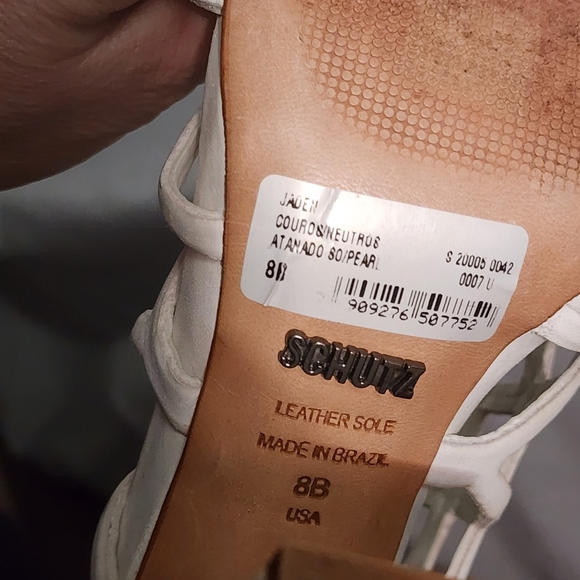 JADEN
COUROS/NEUTROS
ATANADO SO/PEARL
S 20005 0042
8B
0007 U
909276 507752
SCHUTZ
LEATHER SOLE
MADE IN BRAZIL
8B
USA